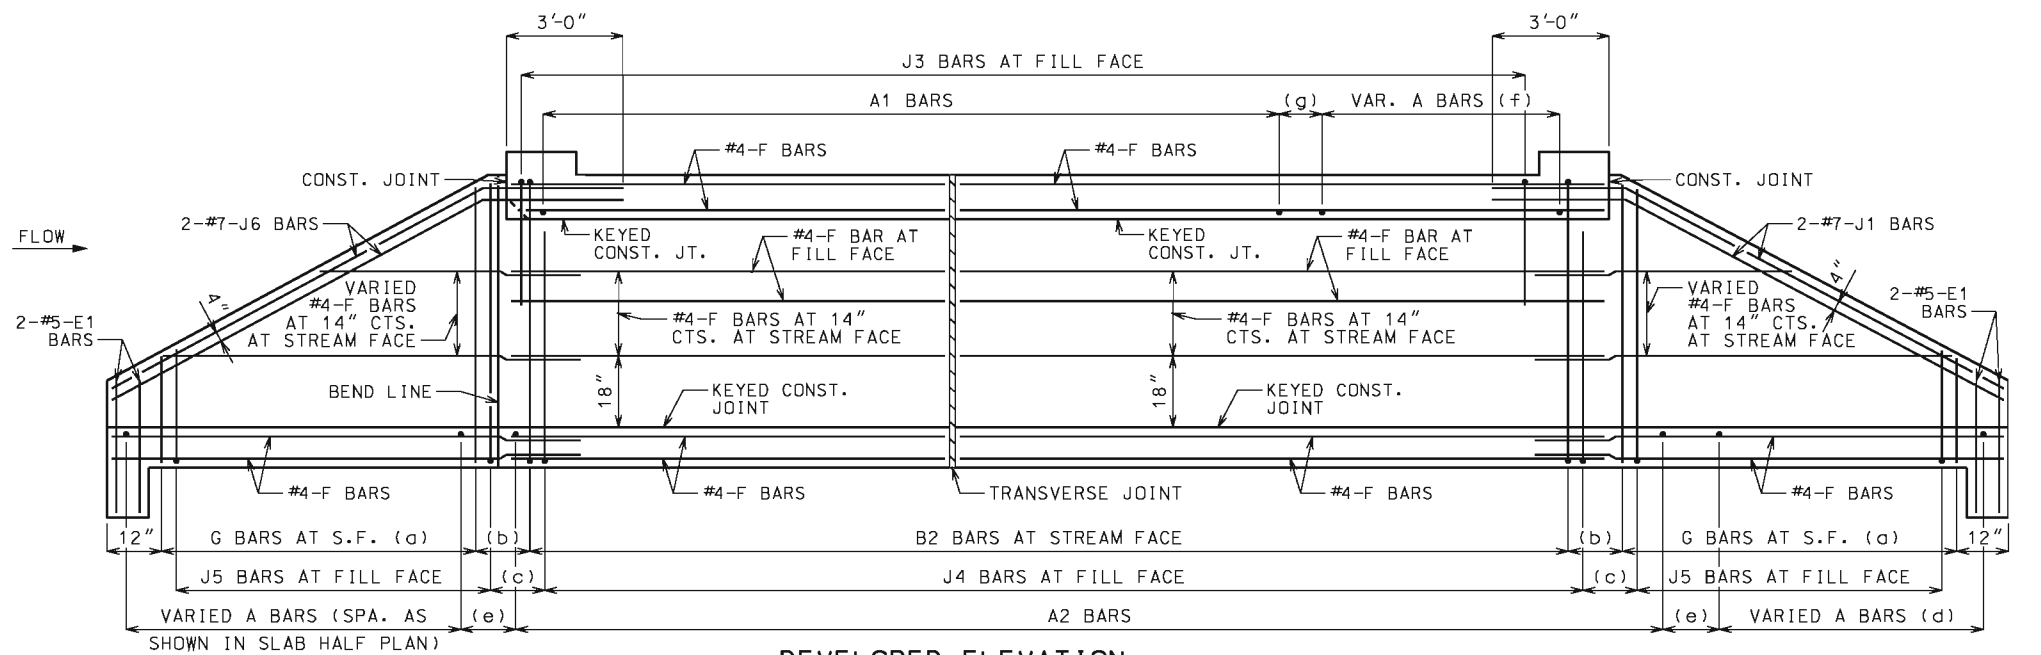 3'-0"
3'-0"
J3 BARS AT FILL FACE
A1 BARS
(g)
VAR. A BARS (f)
#4-F BARS
#4-F BARS
CONST. JOINT
CONST. JOINT
2-#7-J6 BARS
2-#7-J1 BARS
FLOW
KEYED
CONST. JT.
#4-F BAR AT
FILL FACE
KEYED
CONST. JT.
#4-F BAR AT
FILL FACE
4"
4"
VARIED
#4-F BARS
AT 14" CTS.
AT STREAM FACE
#4-F BARS AT 14"
CTS. AT STREAM FACE
#4-F BARS AT 14"
CTS. AT STREAM FACE
VARIED
#4-F BARS
AT 14" CTS.
AT STREAM FACE
2-#5-E1
BARS
2-#5-E1
BARS
BEND LINE
18"
KEYED CONST.
JOINT
18"
KEYED CONST.
JOINT
#4-F BARS
#4-F BARS
TRANSVERSE JOINT
#4-F BARS
#4-F BARS
12"
G BARS AT S.F. (a)
(b)
B2 BARS AT STREAM FACE
(b)
G BARS AT S.F. (a)
12"
J5 BARS AT FILL FACE
(c)
J4 BARS AT FILL FACE
(c)
J5 BARS AT FILL FACE
VARIED A BARS (SPA. AS
SHOWN IN SLAB HALF PLAN)
(e)
A2 BARS
(e)
VARIED A BARS (d)
DEVELOPED ELEVATION